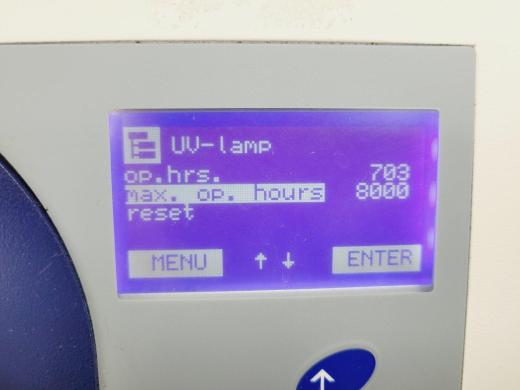 UV-lamp
op.hrs. 703
max. op. hours 8000
reset
MENU ↑ ↓ ENTER